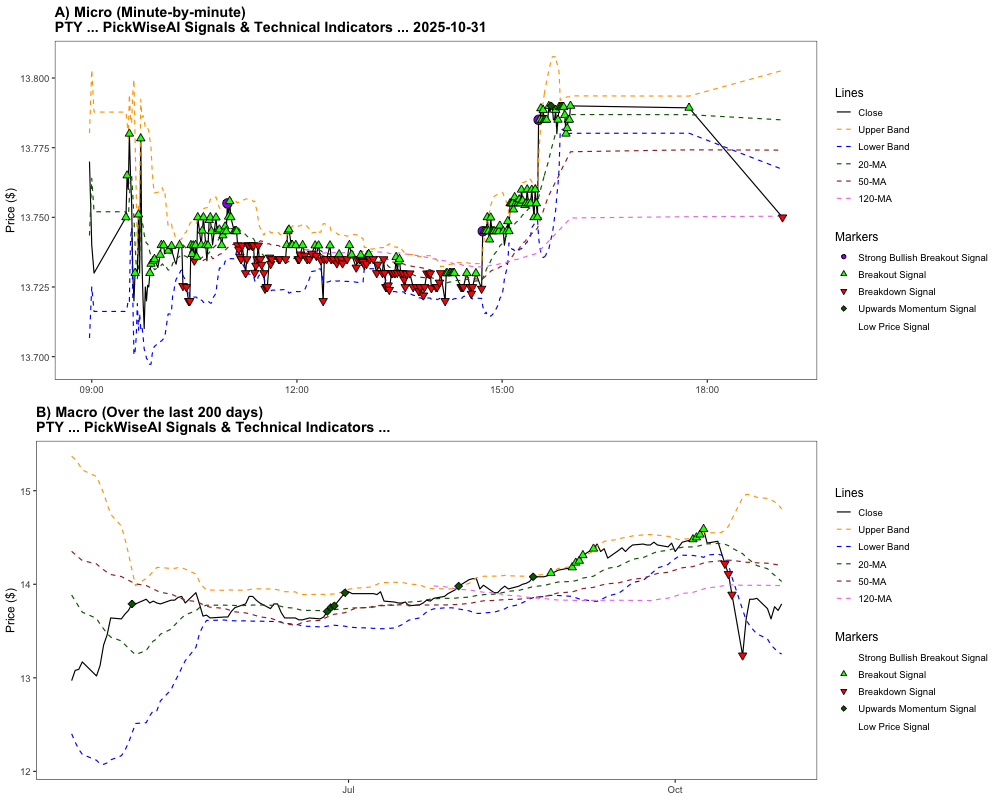 A) Micro (Minute-by-minute)
PTY ... PickWiseAI Signals & Technical Indicators ... 2025-10-31
Price ($)
13.800
13.775
13.750
13.725
13.700
09:00
12:00
15:00
18:00
Lines
Close
Upper Band
Lower Band
20-MA
50-MA
120-MA
Markers
Strong Bullish Breakout Signal
Breakout Signal
Breakdown Signal
Upwards Momentum Signal
Low Price Signal
B) Macro (Over the last 200 days)
PTY ... PickWiseAI Signals & Technical Indicators ...
Price ($)
15
14
13
12
Jul
Oct
Lines
Close
Upper Band
Lower Band
20-MA
50-MA
120-MA
Markers
Strong Bullish Breakout Signal
Breakout Signal
Breakdown Signal
Upwards Momentum Signal
Low Price Signal